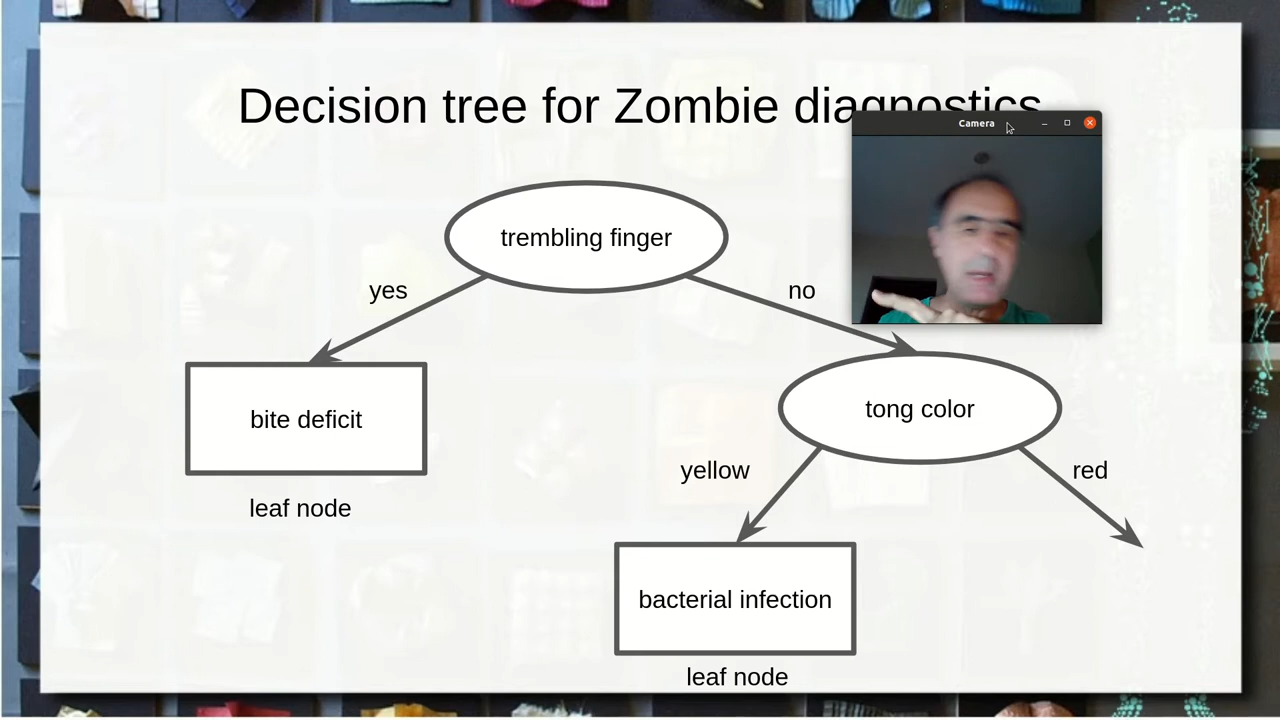 Decision tree for Zombie diagnostics
Camera
trembling finger
yes
no
bite deficit
tong color
yellow
red
leaf node
bacterial infection
leaf node